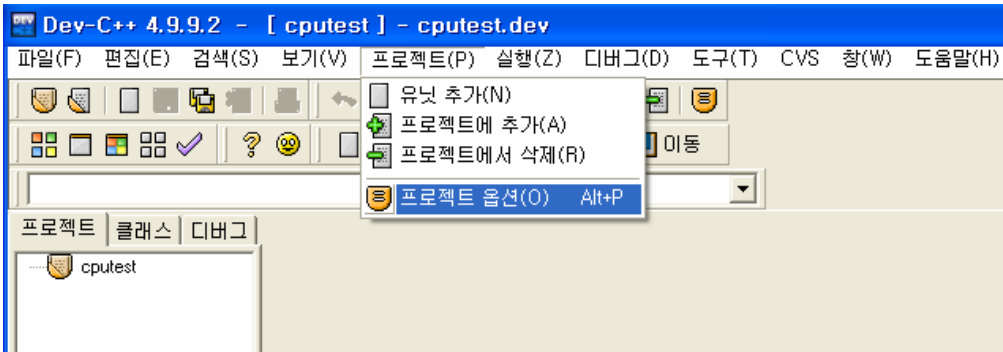 Dev-C++ 4.9.9.2 - [ cputest ] - cputest.dev
파일(F) 편집(E) 검색(S) 보기(V) 프로젝트(P) 실행(Z) 디버그(D) 도구(T) CVS 창(W) 도움말(H)
유닛 추가(N)
프로젝트에 추가(A)
프로젝트에서 삭제(R)
이동
프로젝트 옵션(O) Alt+P
프로젝트 클래스 디버그
cputest